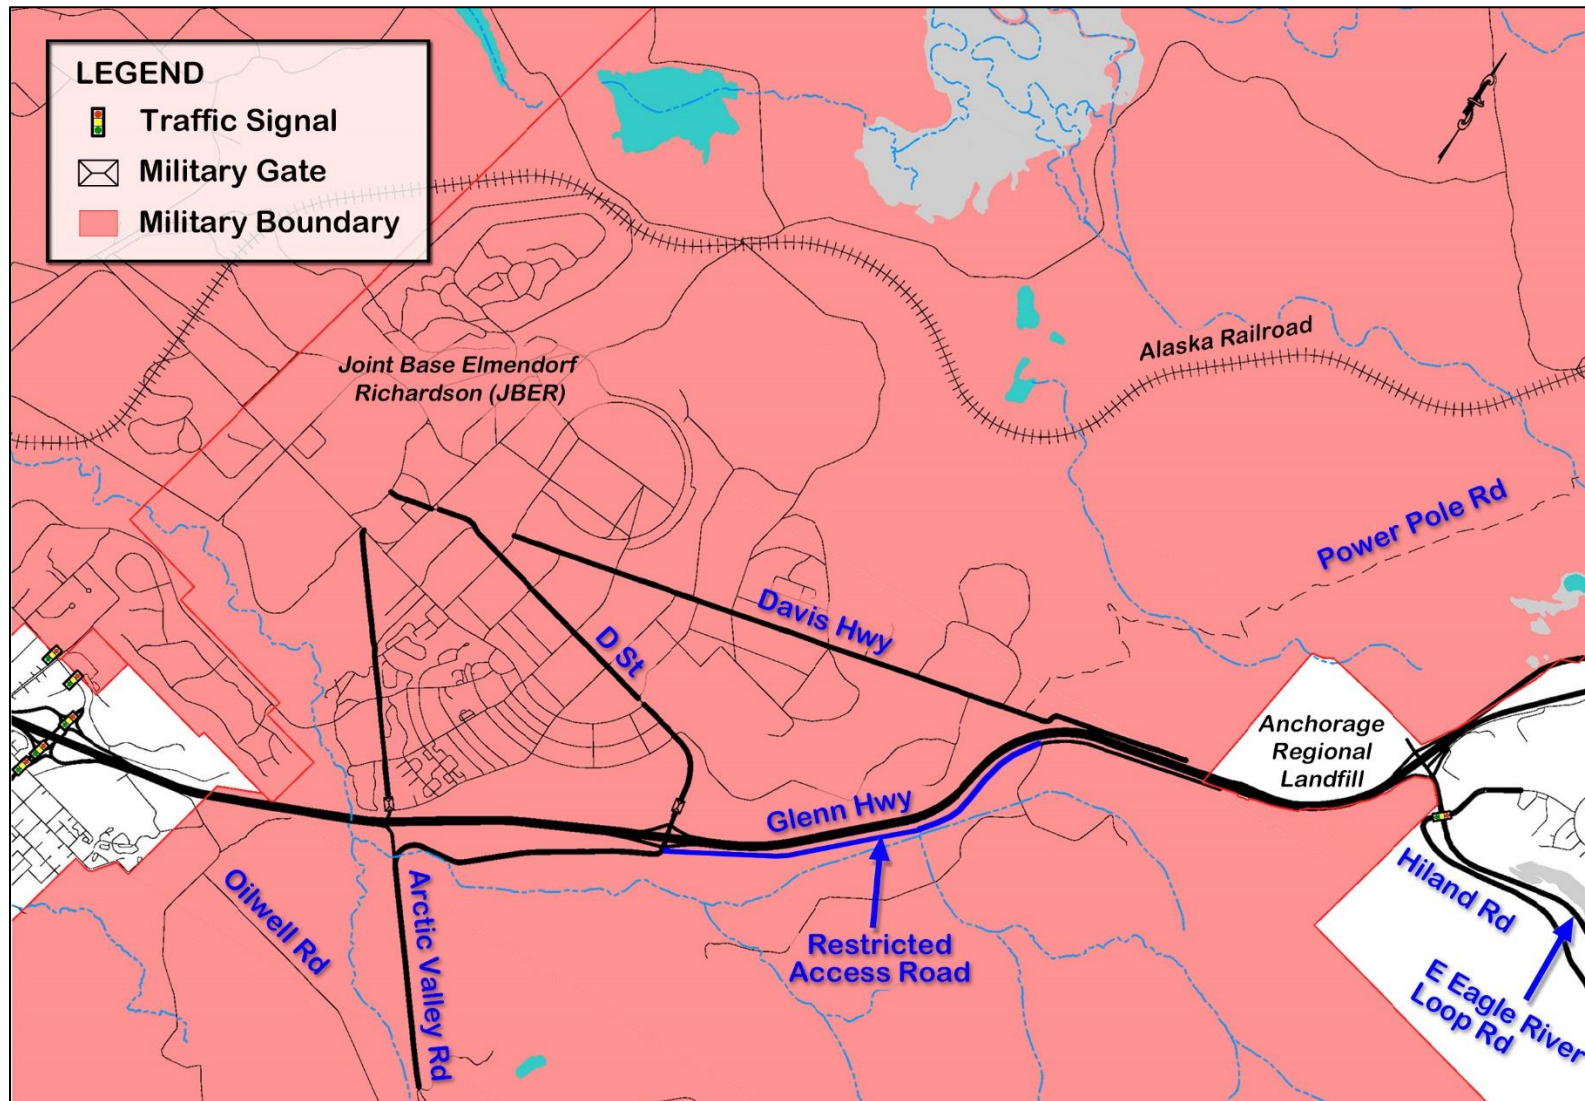 LEGEND
Traffic Signal
Military Gate
Military Boundary
Joint Base Elmendorf
Richardson (JBER)
Alaska Railroad
Power Pole Rd
Davis Hwy
D St
Anchorage
Regional
Landfill
Glenn Hwy
Oilwell Rd
Arctic Valley Rd
Restricted
Access Road
Hiland Rd
E Eagle River
Loop Rd